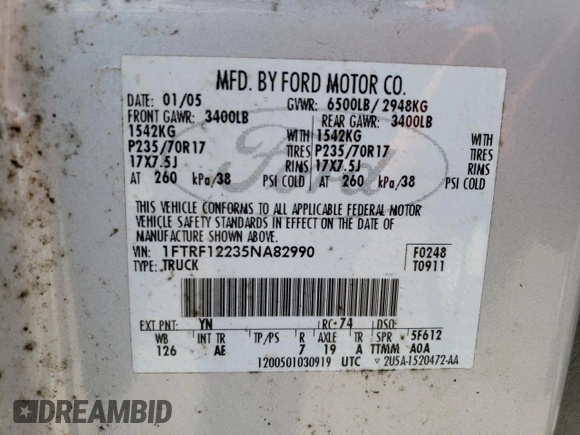 MFD. BY FORD MOTOR CO.
DATE: 01/05 GVWR: 6500LB/ 2948KG
FRONT GAWR: 3400LB REAR GAWR: 3400LB
1542KG WITH 1542KG WITH
P235/70R17 TIRES P235/70R17 TIRES
17X7.5J RIMS 17X7.5J RIMS
AT 260 kPa/38 PSI COLD AT 260 kPa/38 PSI COLD
THIS VEHICLE CONFORMS TO ALL APPLICABLE FEDERAL MOTOR
VEHICLE SAFETY STANDARDS IN EFFECT ON THE DATE OF
MANUFACTURE SHOWN ABOVE.
VIN: 1FTRF12235NA82990 F0248
TYPE: TRUCK T0911
EXT PNT: YN RC: 74 DSO:
WB INT TR TP/PS R AXLE TR SPR 5F612
126 AE 7 19 A TTMM A0A
1200501030919 UTC ▽ 2U5A-1520472-AA
Ford
DREAMBID